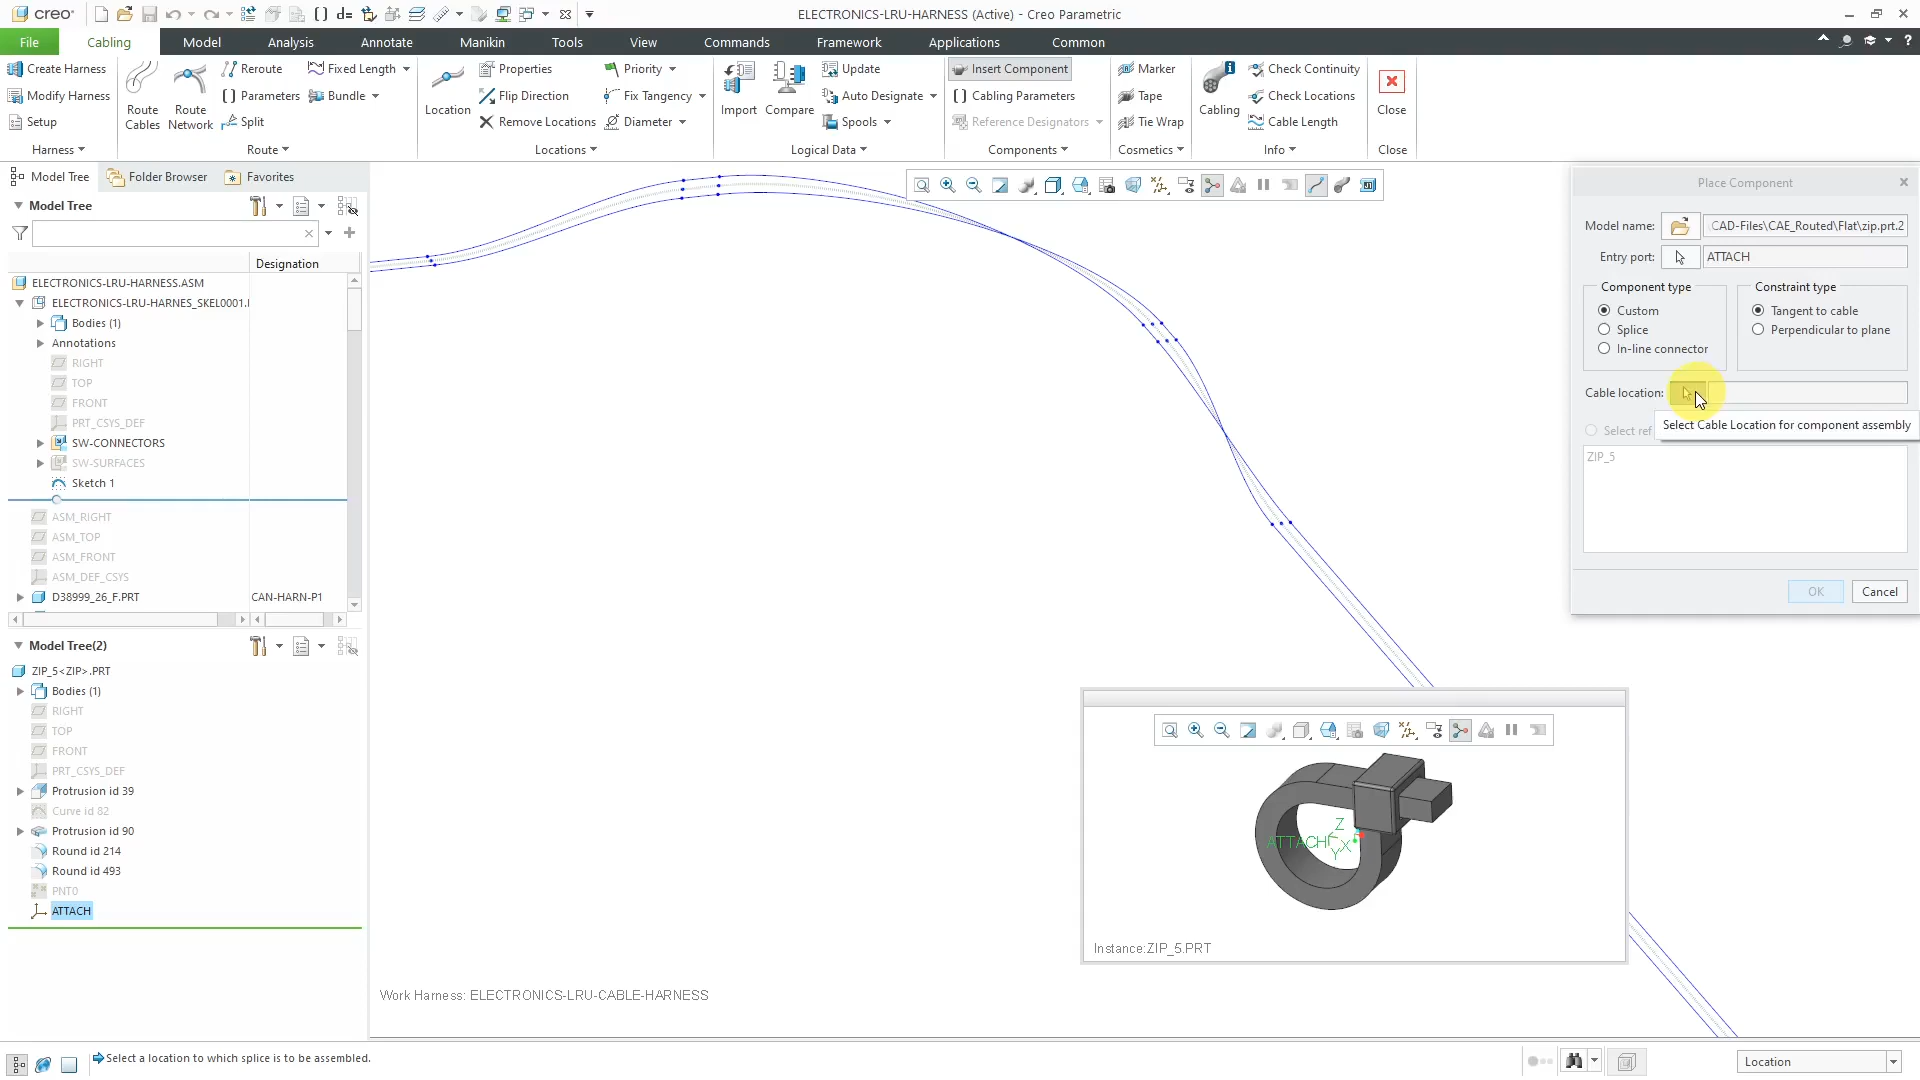 creo
ELECTRONICS-LRU-HARNESS (Active) - Creo Parametric
File Cabling Model Analysis Annotate Manikin Tools View Commands Framework Applications Common
Create Harness
Modify Harness
Setup
Harness
Route Cables
Route Network
Reroute
Parameters
Split
Fixed Length
Bundle
Route
Location
Properties
Flip Direction
Remove Locations
Priority
Fix Tangency
Diameter
Locations
Import
Compare
Update
Auto Designate
Spools
Logical Data
Insert Component
Cabling Parameters
Reference Designators
Components
Marker
Tape
Tie Wrap
Cosmetics
Cabling
Check Continuity
Check Locations
Cable Length
Info
Close
Close
Model Tree Folder Browser Favorites
Model Tree
Designation
ELECTRONICS-LRU-HARNESS.ASM
ELECTRONICS-LRU-HARNES_SKEL0001.
Bodies (1)
Annotations
RIGHT
TOP
FRONT
PRT_CSYS_DEF
SW-CONNECTORS
SW-SURFACES
Sketch 1
ASM_RIGHT
ASM_TOP
ASM_FRONT
ASM_DEF_CSYS
D38999_26_F.PRT CAN-HARN-P1
Model Tree(2)
ZIP_5<ZIP>.PRT
Bodies (1)
RIGHT
TOP
FRONT
PRT_CSYS_DEF
Protrusion id 39
Curve id 82
Protrusion id 90
Round id 214
Round id 493
PNT0
ATTACH
Place Component
Model name: CAD-Files\CAE_Routed\Flat\zip.prt.2
Entry port: ATTACH
Component type
Custom
Splice
In-line connector
Constraint type
Tangent to cable
Perpendicular to plane
Cable location:
Select ref
Select Cable Location for component assembly
ZIP_5
OK Cancel
ATTACH
Z
X
Y
Instance:ZIP_5.PRT
Work Harness: ELECTRONICS-LRU-CABLE-HARNESS
Select a location to which splice is to be assembled.
Location